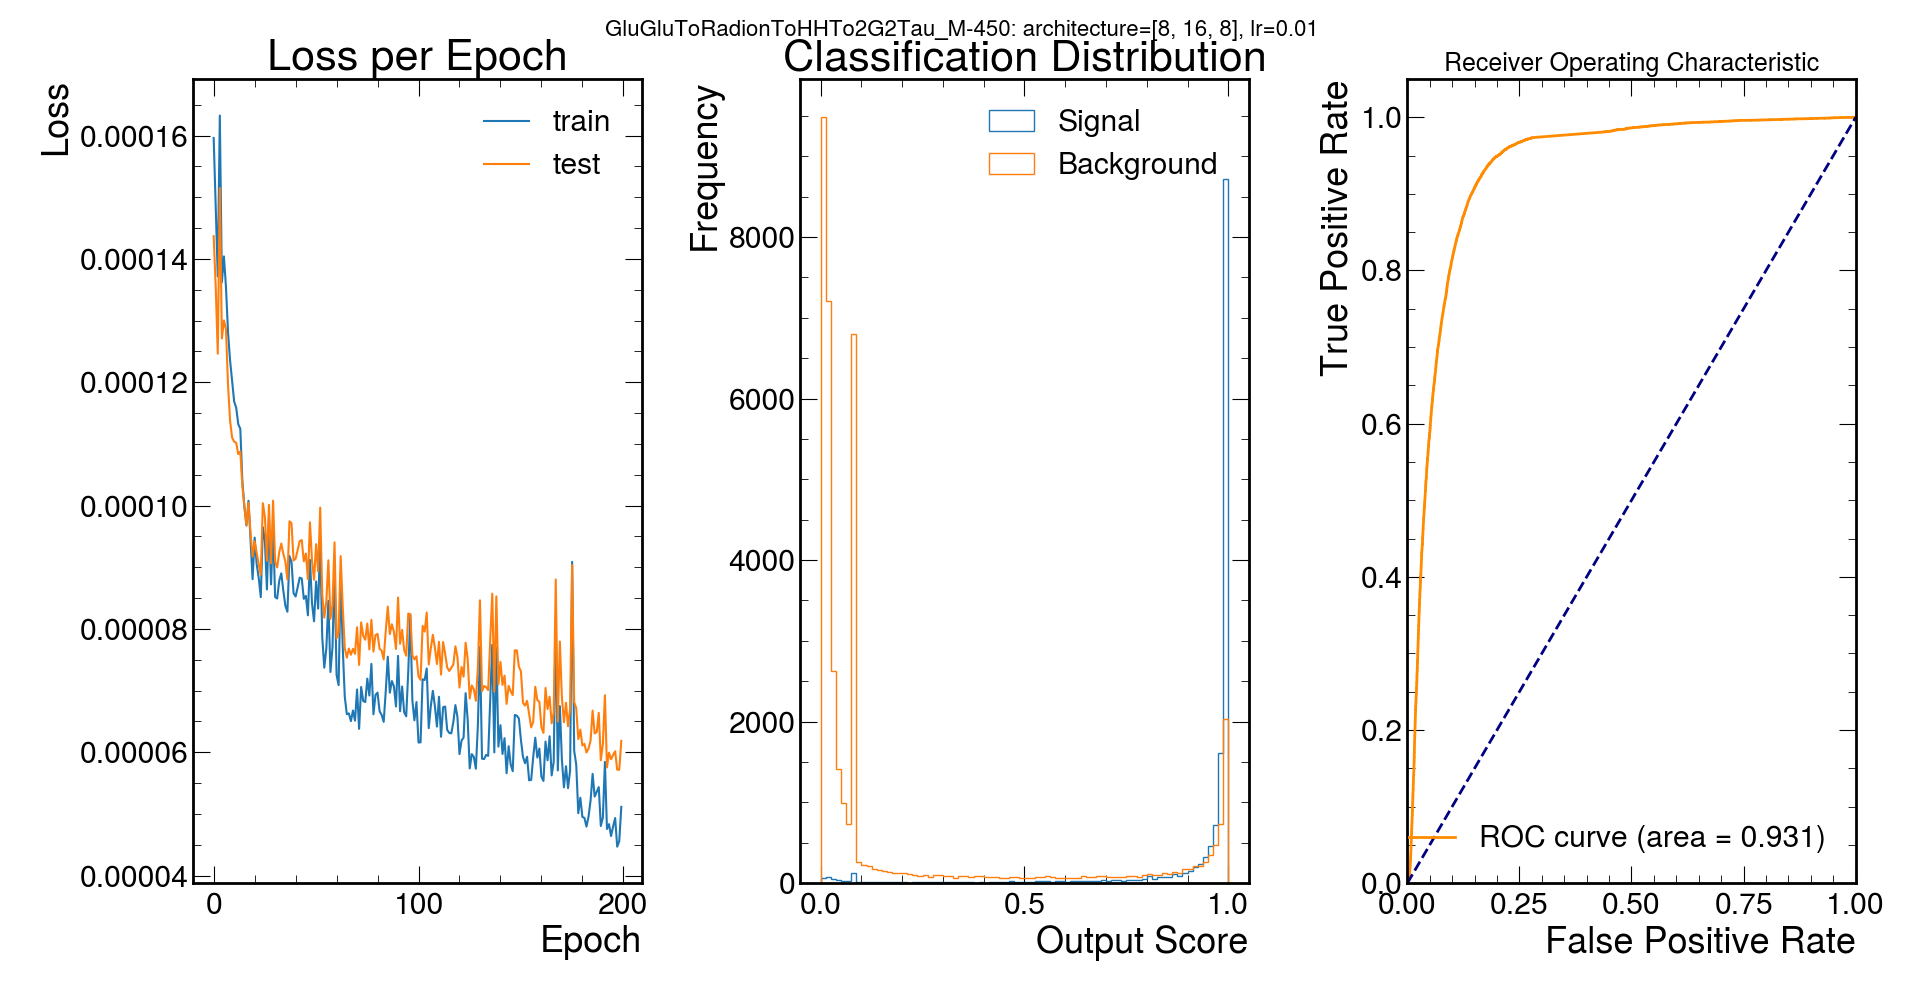 GluGluToRadionToHHTo2G2Tau_M-450: architecture=[8, 16, 8], lr=0.01
Loss per Epoch
Loss
train
test
0.00016
0.00014
0.00012
0.00010
0.00008
0.00006
0.00004
0
100
200
Epoch
Classification Distribution
Frequency
Signal
Background
8000
6000
4000
2000
0
0.0
0.5
1.0
Output Score
Receiver Operating Characteristic
True Positive Rate
1.0
0.8
0.6
0.4
0.2
0.0
ROC curve (area = 0.931)
0.00
0.25
0.50
0.75
1.00
False Positive Rate